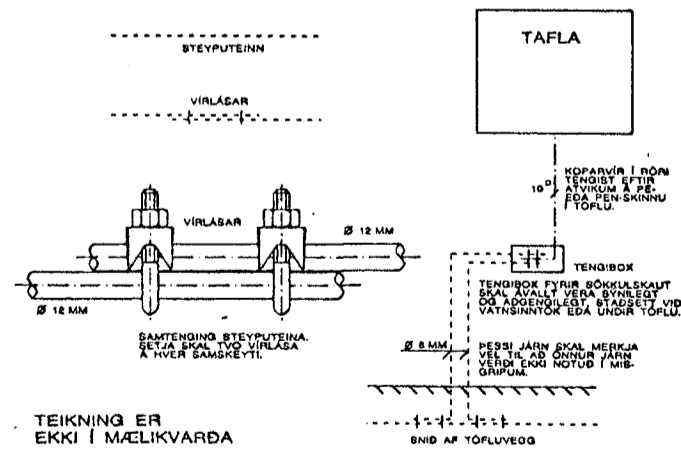 STEYPUTEINN
VÍRLÁSAR
VÍRLÁSAR
Ø 12 MM
Ø 12 MM
SAMTENGING STEYPUTEINA.
SETJA SKAL TVO VÍRLÁSA
Á HVER SAMSKEYTI.
TEIKNING ER
EKKI Í MÆLIKVARÐA
TAFLA
10
KOPARVÍR Í RÖRI
TENGIST EFTIR
ATVIKUM Á PE-
EÐA PEN-SKINNU
Í TÖFLU.
TENGIBOX
TENGIBOX FYRIR SÖKKULSKAUT
SKAL ÁVALLT VERA SÝNILEGT
OG AÐGENGILEGT, STAÐSETT VIÐ
VATNSINNTÖK EÐA UNDIR TÖFLU.
Ø 8 MM
ÞESSI JÁRN SKAL MERKJA
VEL TIL AÐ ÖNNUR JÁRN
VERÐI EKKI NOTUÐ Í MIS-
GRIPUM.
SNIÐ AF TÖFLUVEGG